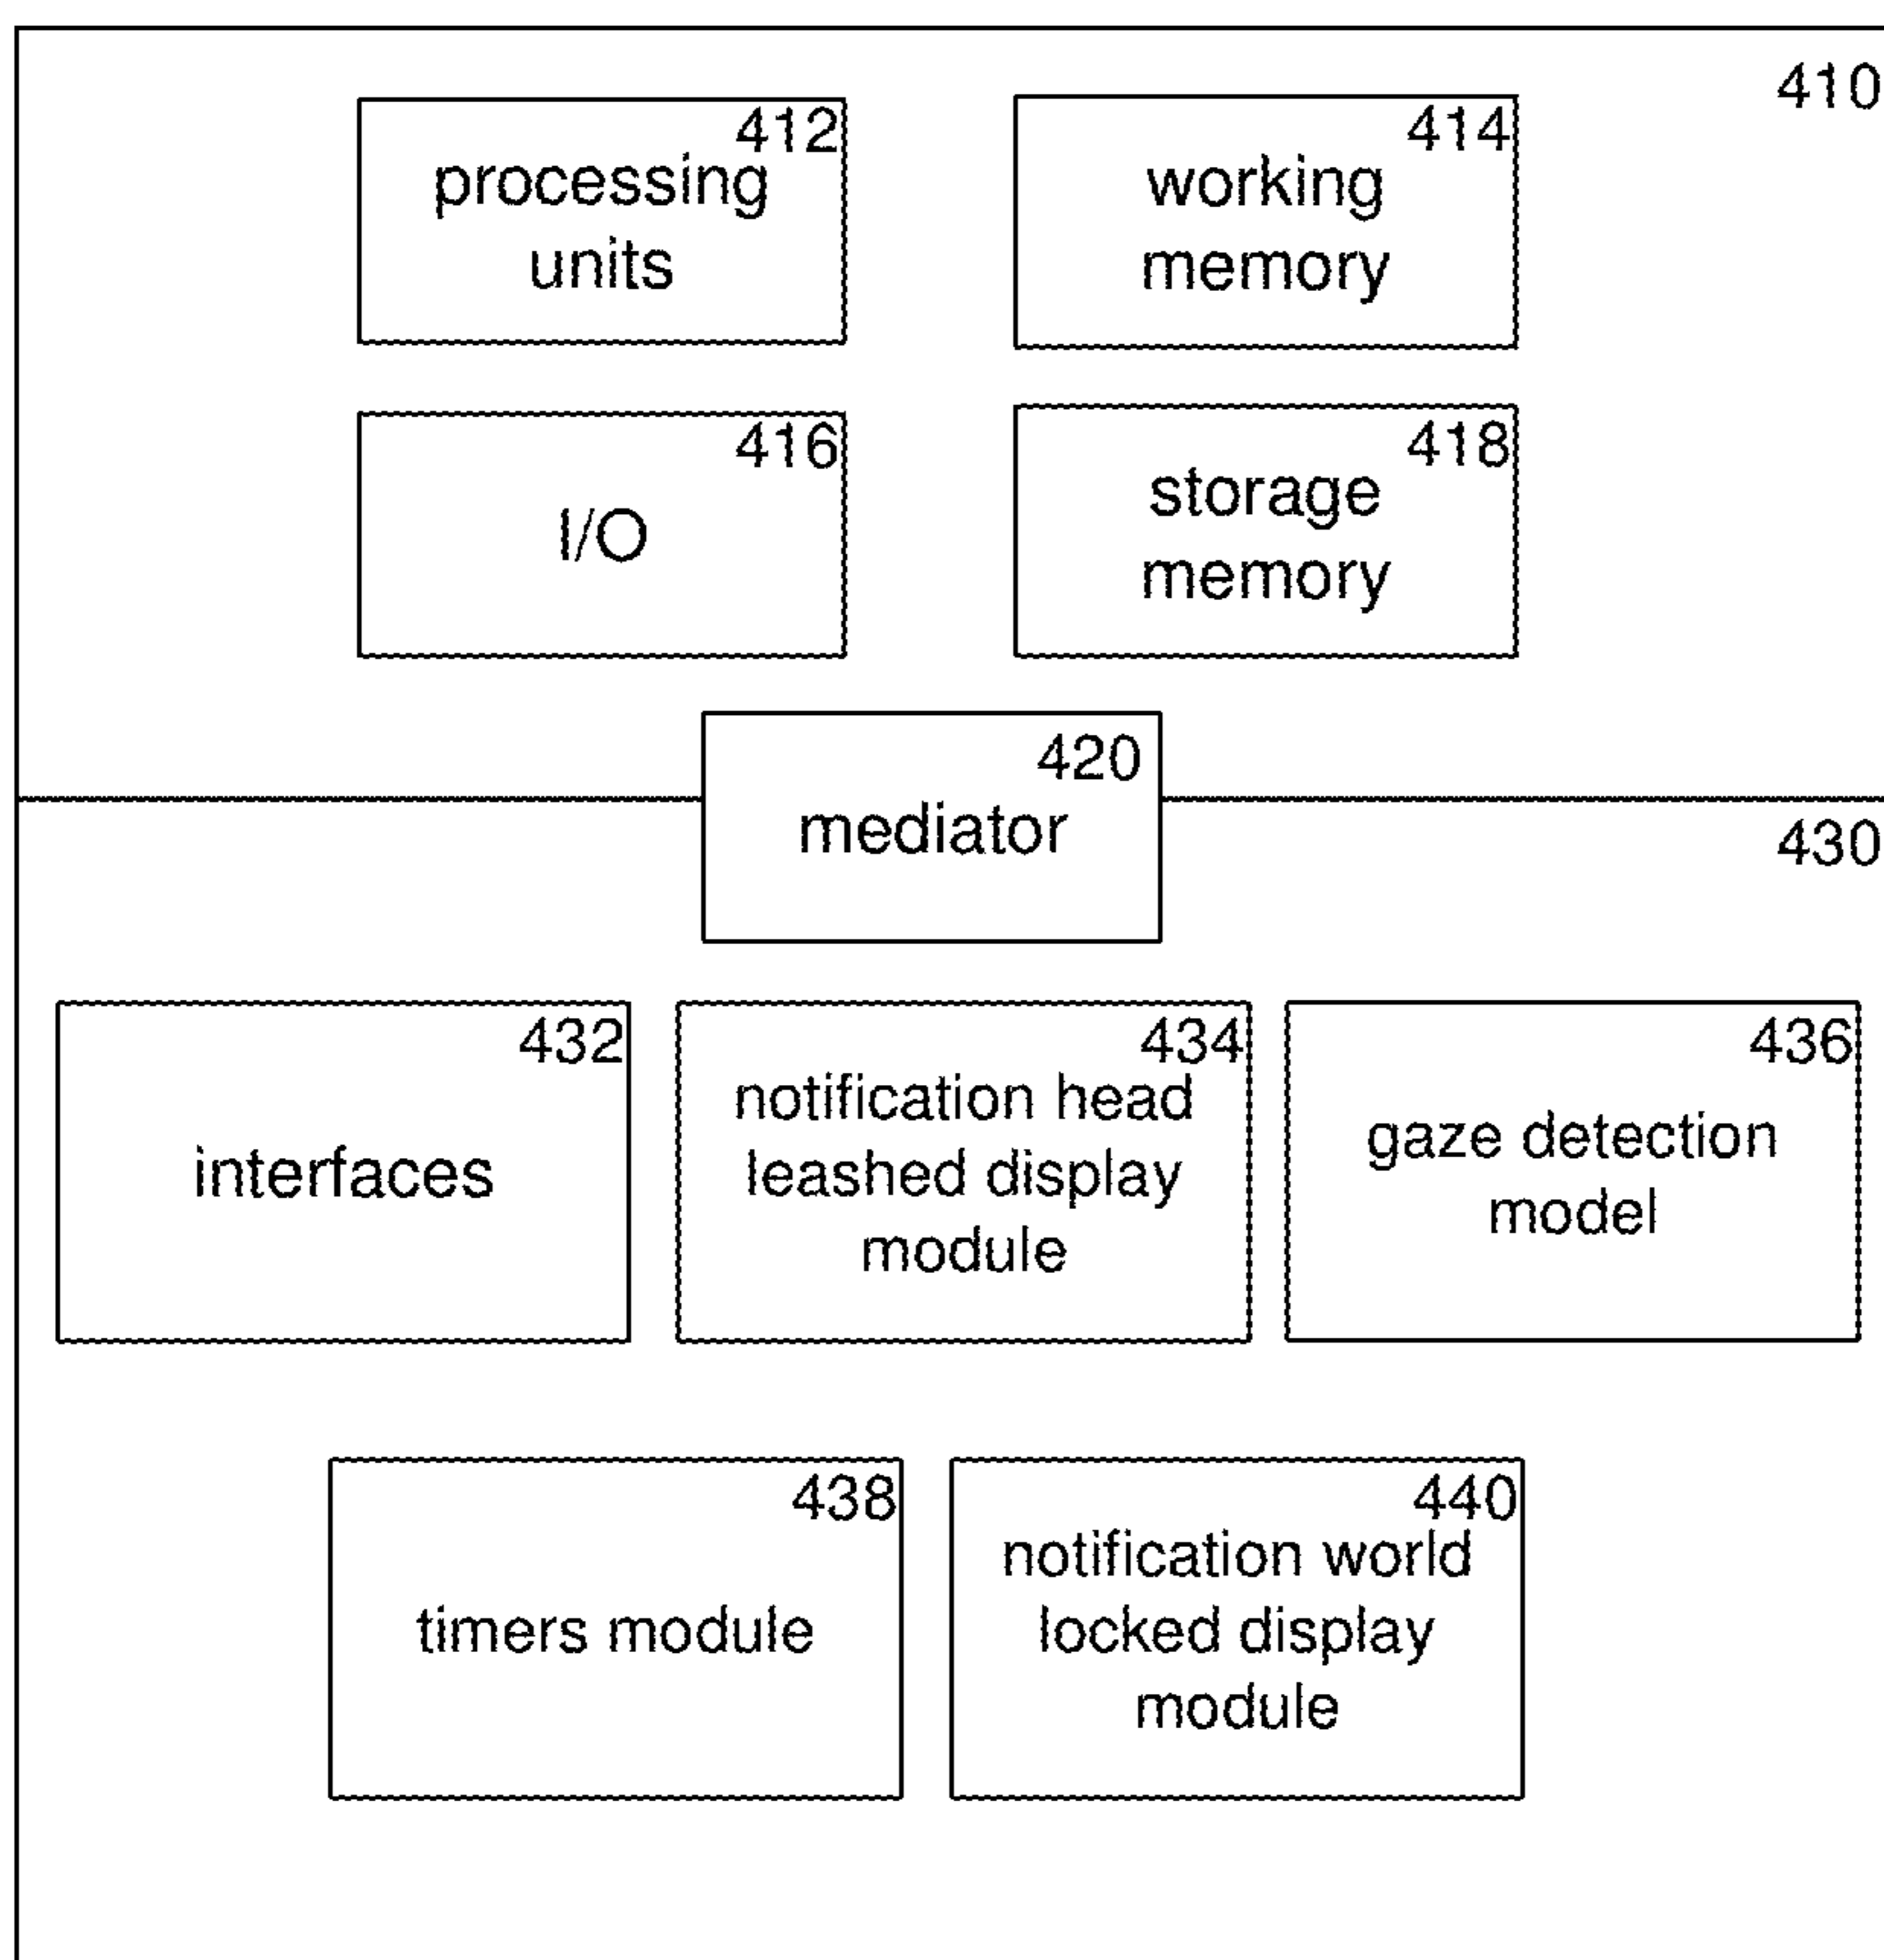 410
412
processing
units
414
working
memory
416
I/O
418
storage
memory
420
mediator
430
432
interfaces
434
notification head
leashed display
module
436
gaze detection
model
438
timers module
440
notification world
locked display
module